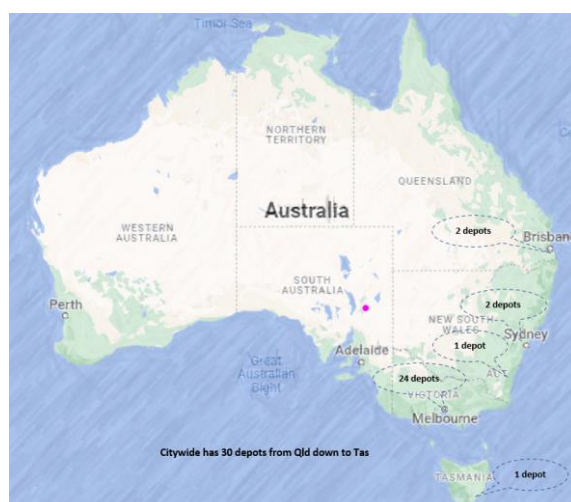 Timor Sea
NORTHERN
TERRITORY
QUEENSLAND
Australia
2 depots
Brisban
WESTERN
AUSTRALIA
SOUTH
AUSTRALIA
2 depots
Perth
NEW SOUTH
WALES
Sydney
1 depot
Adelaide
Great
Australian
Bight
ACT
24 depots
VICTORIA
Melbourne
Citywide has 30 depots from Qld down to Tas
TASMANIA
1 depot